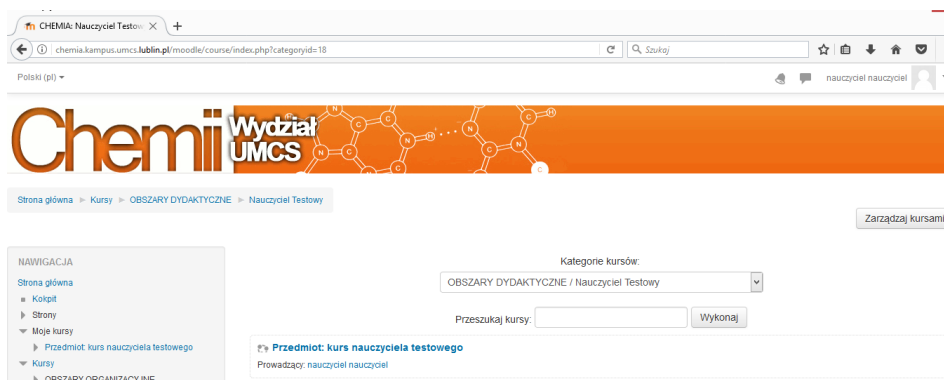 CHEMIA: Nauczyciel Testow
chemia.kampus.umcs.lublin.pl/moodle/course/index.php?categoryid=18
Szukaj
Polski (pl)
nauczyciel nauczyciel
Chemii Wydział
UMCS
Strona główna Kursy OBSZARY DYDAKTYCZNE Nauczyciel Testowy
Zarządzaj kursami
NAWIGACJA
Strona główna
Kokpit
Strony
Moje kursy
Przedmiot: kurs nauczyciela testowego
Kursy
OBSZARY ORGANIZACYJNE
Kategorie kursów:
OBSZARY DYDAKTYCZNE / Nauczyciel Testowy
Przeszukaj kursy:
Wykonaj
Przedmiot: kurs nauczyciela testowego
Prowadzący: nauczyciel nauczyciel